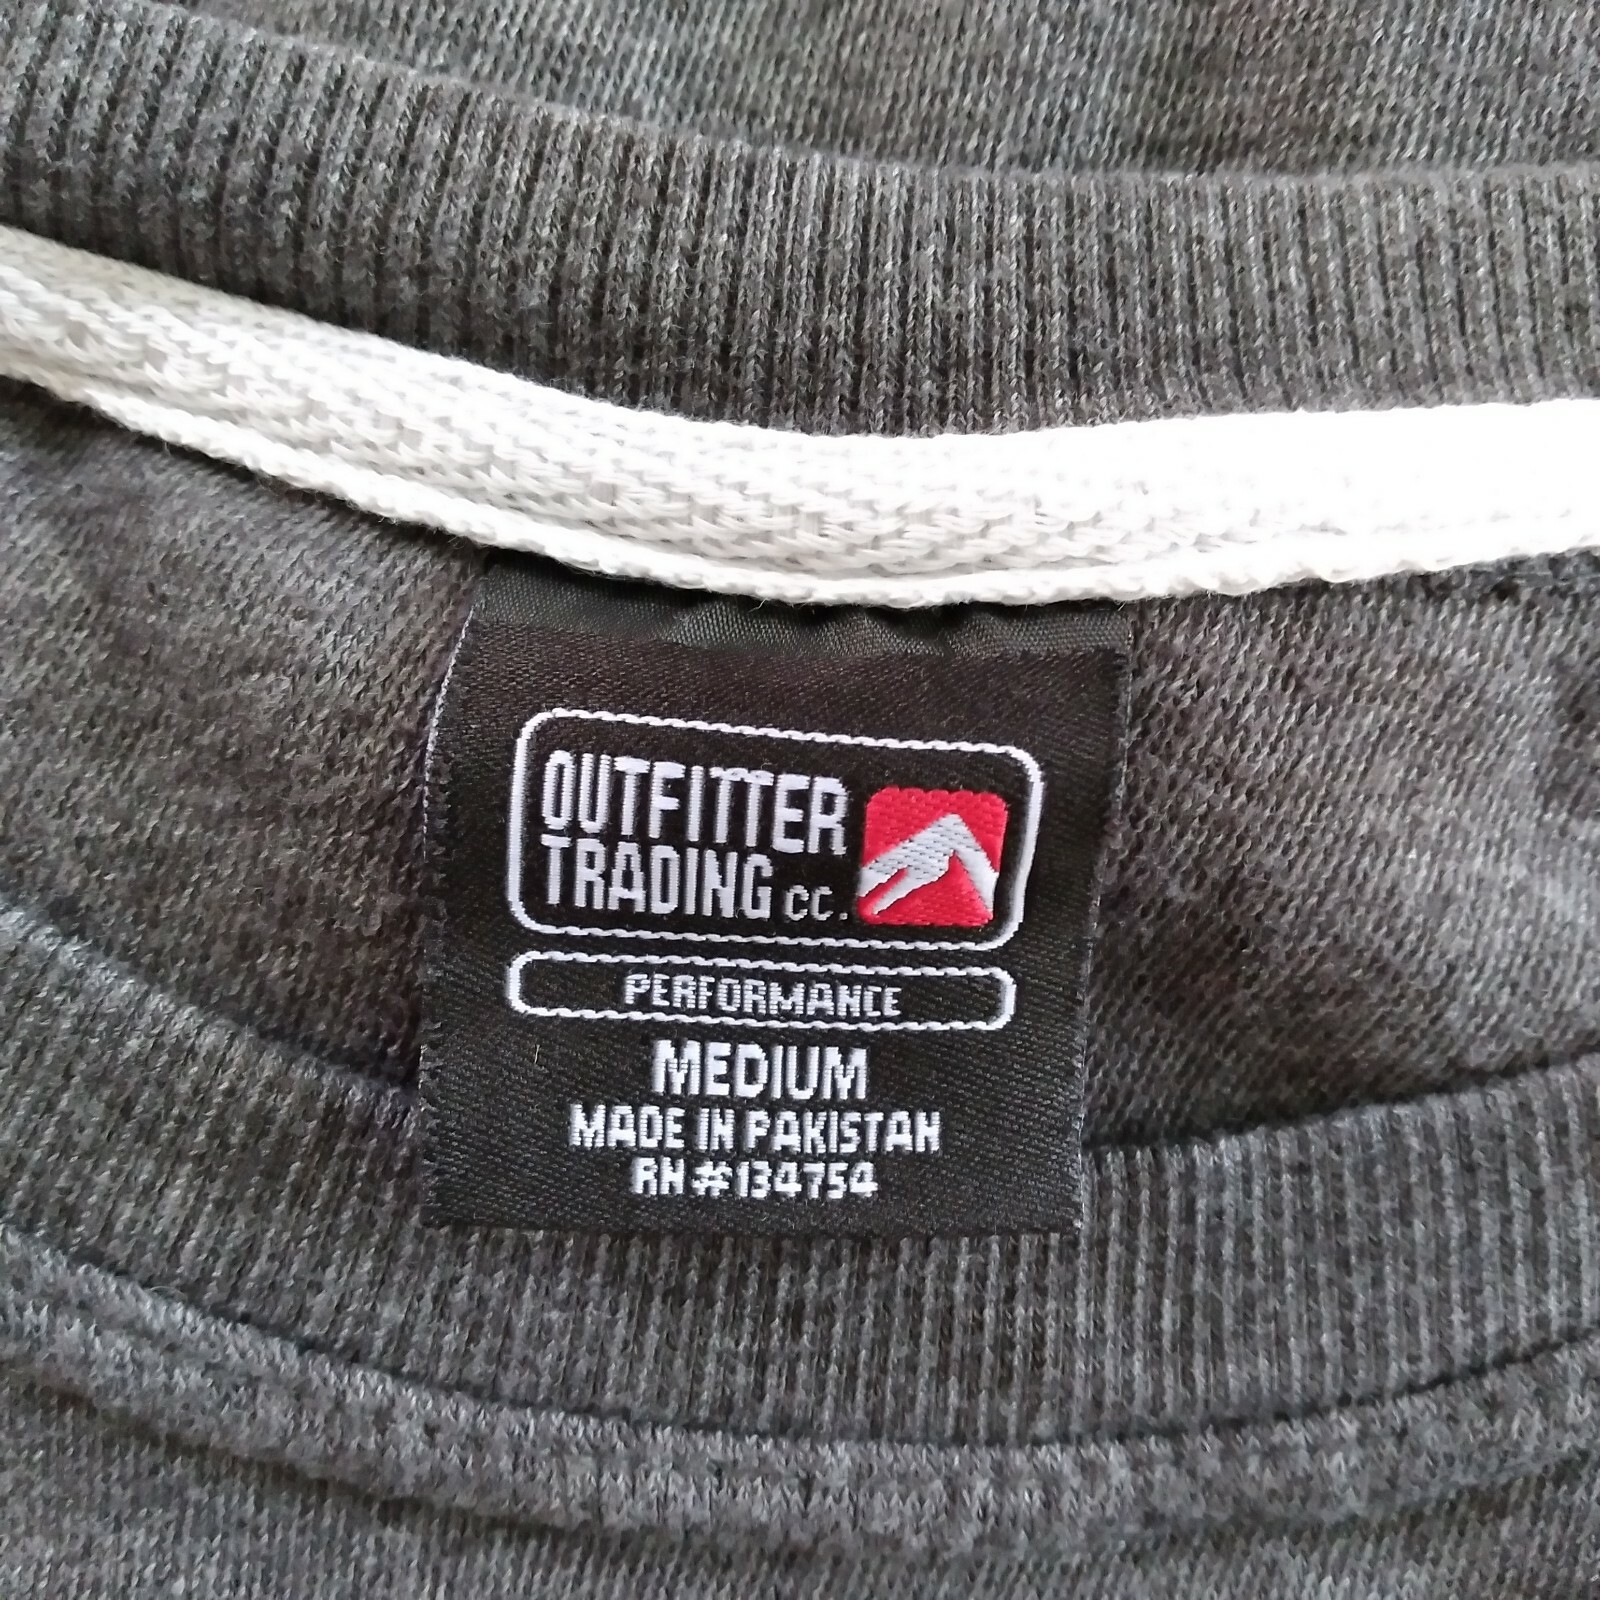 OUTFITTER
TRADING CC.
PERFORMANCE
MEDIUM
MADE IN PAKISTAN
RN#134754